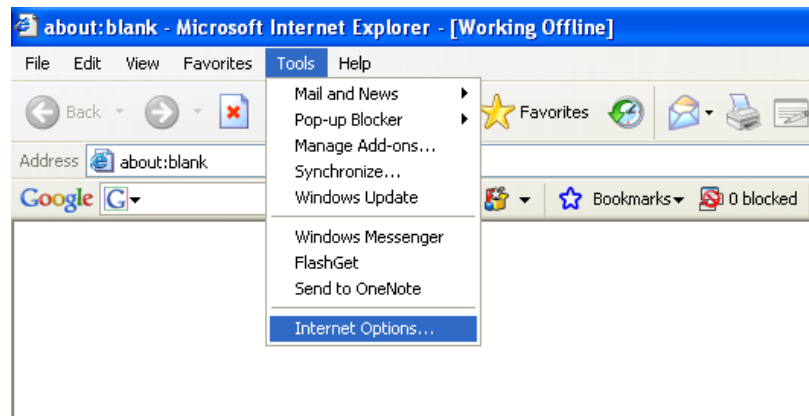 about:blank - Microsoft Internet Explorer - [Working Offline]
File Edit View Favorites Tools Help
Back Favorites
Address about:blank
Google G Bookmarks 0 blocked
Mail and News
Pop-up Blocker
Manage Add-ons...
Synchronize...
Windows Update
Windows Messenger
FlashGet
Send to OneNote
Internet Options...